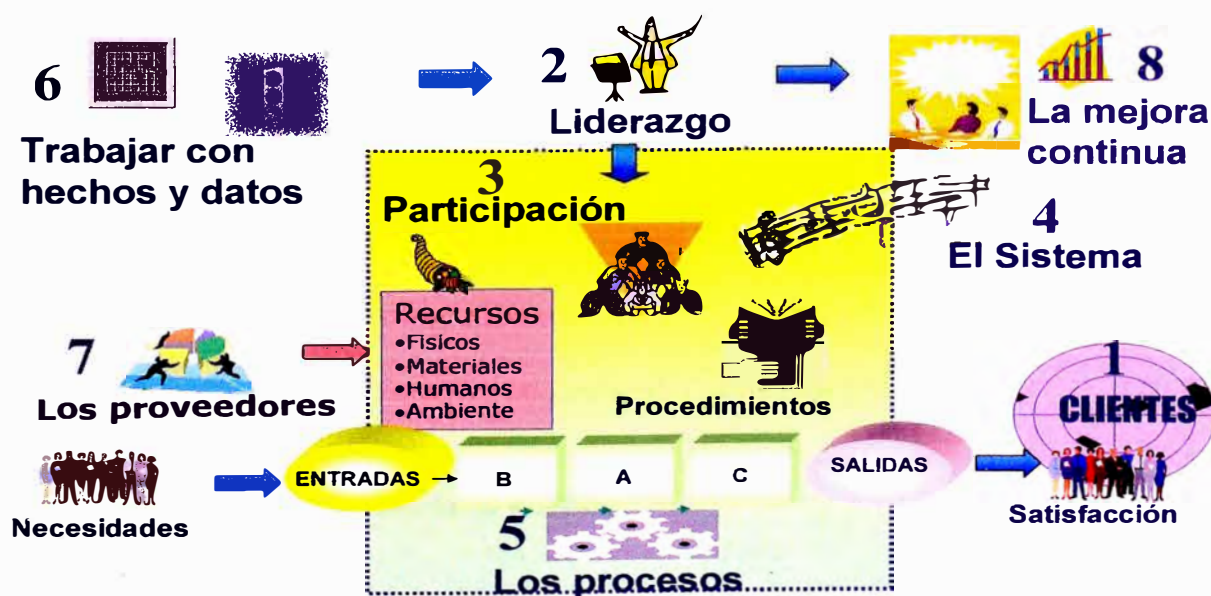 6
Trabajar con
hechos y datos
2
Liderazgo
8
La mejora
continua
3
Participación
4
El Sistema
Recursos
•Fisicos
•Materiales
•Humanos
•Ambiente
7
Los proveedores
Procedimientos
1
CLIENTES
Necesidades
ENTRADAS
B
A
C
SALIDAS
Satisfacción
5
Los procesos